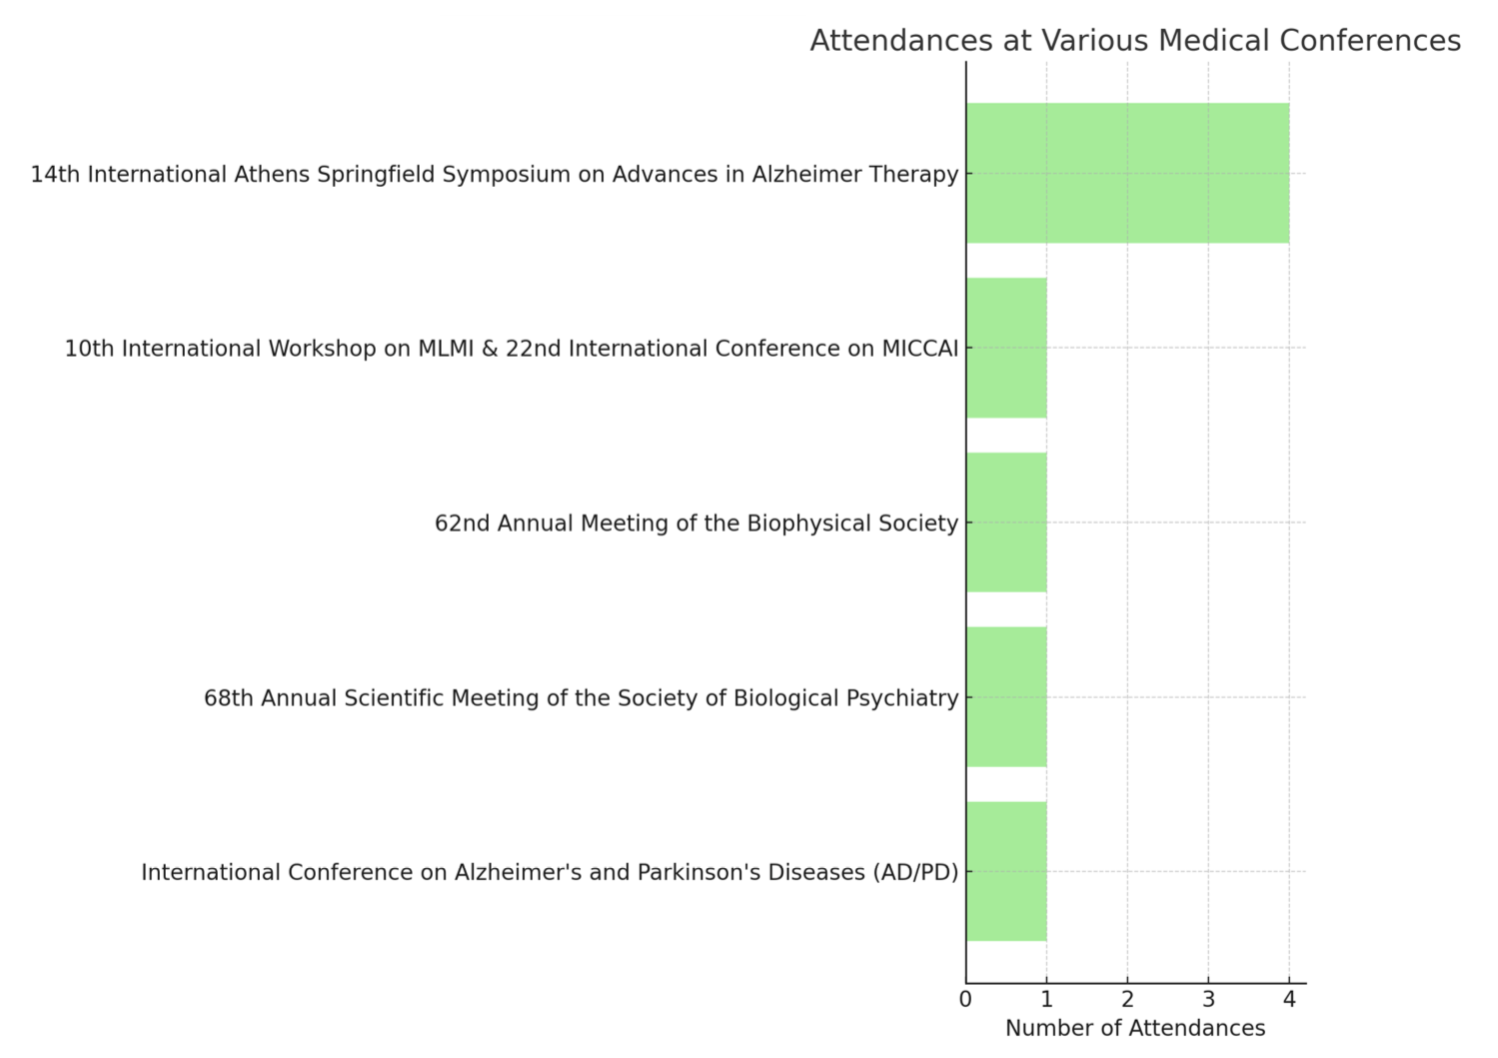 Attendances at Various Medical Conferences
14th International Athens Springfield Symposium on Advances in Alzheimer Therapy
10th International Workshop on MLMI & 22nd International Conference on MICCAI
62nd Annual Meeting of the Biophysical Society
68th Annual Scientific Meeting of the Society of Biological Psychiatry
International Conference on Alzheimer's and Parkinson's Diseases (AD/PD)
0 1 2 3 4
Number of Attendances